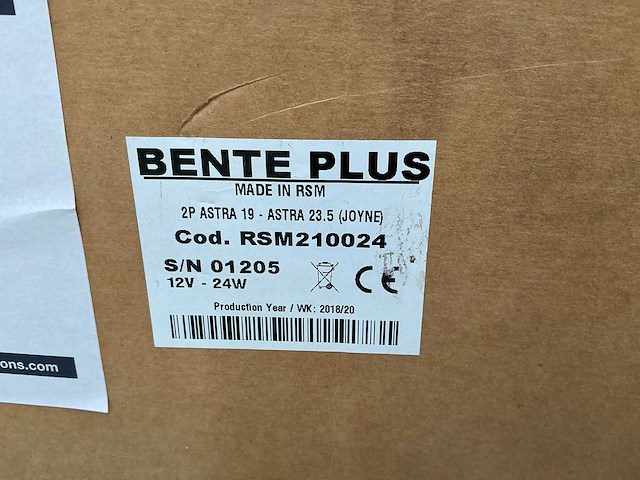 BENTE PLUS
MADE IN RSM
2P ASTRA 19 - ASTRA 23.5 (JOYNE)
Cod. RSM210024
S/N 01205
12V - 24W
CE
Production Year / WK: 2018/20
ons.com